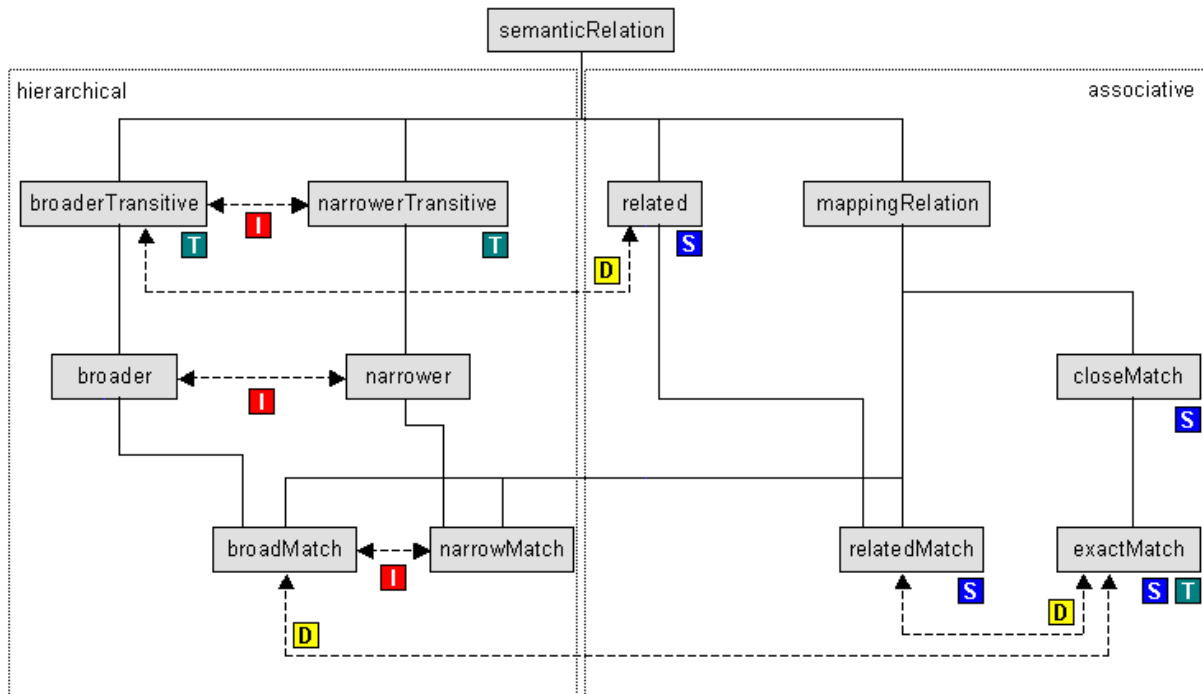 semanticRelation
hierarchical
associative
broaderTransitive
narrowerTransitive
related
mappingRelation
I
T
T
S
D
broader
narrower
closeMatch
I
S
broadMatch
narrowMatch
relatedMatch
exactMatch
I
S
S T
D
D